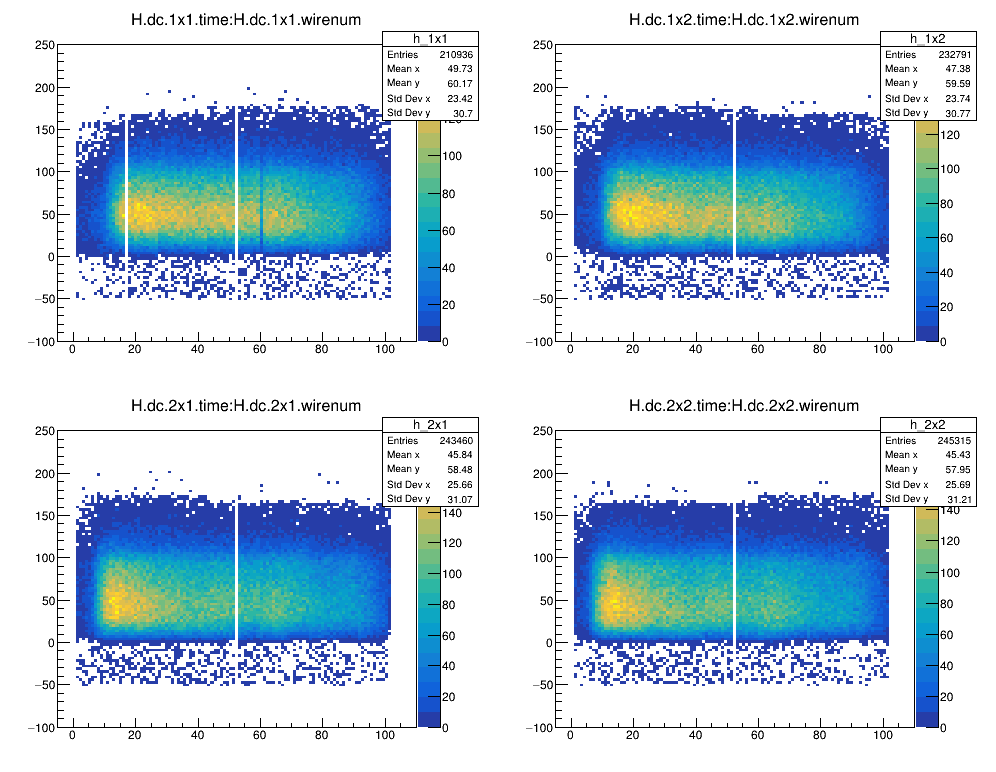 H.dc.1x1.time:H.dc.1x1.wirenum
h_1x1
Entries 210936
Mean x 49.73
Mean y 60.17
Std Dev x 23.42
Std Dev y 30.7
250
200
150
100
50
0
−50
−100
0 20 40 60 80 100
120
100
80
60
40
20
0
H.dc.1x2.time:H.dc.1x2.wirenum
h_1x2
Entries 232791
Mean x 47.38
Mean y 59.59
Std Dev x 23.74
Std Dev y 30.77
250
200
150
100
50
0
−50
−100
0 20 40 60 80 100
120
100
80
60
40
20
0
H.dc.2x1.time:H.dc.2x1.wirenum
h_2x1
Entries 243460
Mean x 45.84
Mean y 58.48
Std Dev x 25.66
Std Dev y 31.07
250
200
150
100
50
0
−50
−100
0 20 40 60 80 100
140
120
100
80
60
40
20
0
H.dc.2x2.time:H.dc.2x2.wirenum
h_2x2
Entries 245315
Mean x 45.43
Mean y 57.95
Std Dev x 25.69
Std Dev y 31.21
250
200
150
100
50
0
−50
−100
0 20 40 60 80 100
140
120
100
80
60
40
20
0